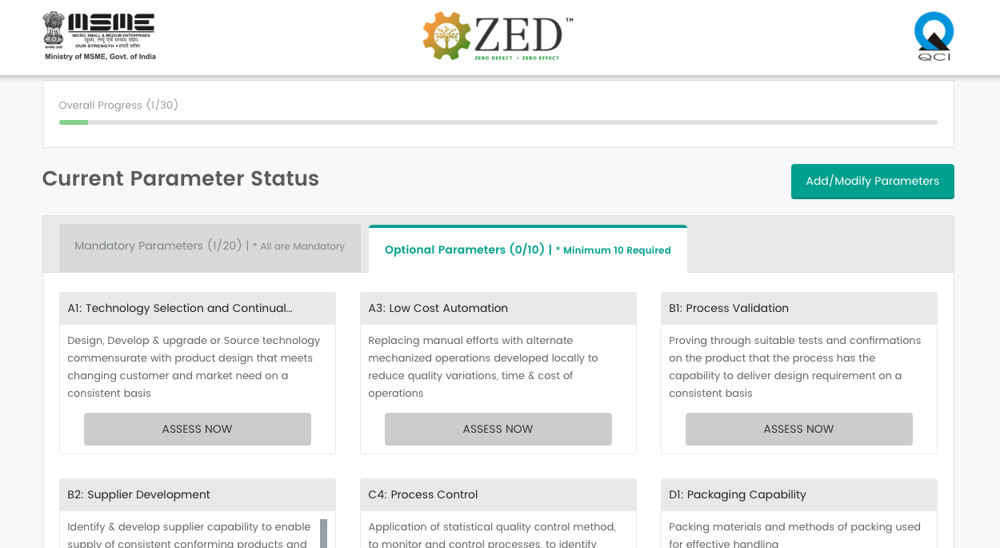 MSME
MICRO, SMALL & MEDIUM ENTERPRISES
सूक्ष्म, लघु एवं मध्यम उद्यम
OUR STRENGTH • हमारी शक्ति
Ministry of MSME, Govt. of India
ZED™
ZERO DEFECT • ZERO EFFECT
QCI
Overall Progress (1/30)
Current Parameter Status
Add/Modify Parameters
Mandatory Parameters (1/20) | * All are Mandatory
Optional Parameters (0/10) | * Minimum 10 Required
A1: Technology Selection and Continual...
Design, Develop & upgrade or Source technology
commensurate with product design that meets
changing customer and market need on a
consistent basis
ASSESS NOW
A3: Low Cost Automation
Replacing manual efforts with alternate
mechanized operations developed locally to
reduce quality variations, time & cost of
operations
ASSESS NOW
B1: Process Validation
Proving through suitable tests and confirmations
on the product that the process has the
capability to deliver design requirement on a
consistent basis
ASSESS NOW
B2: Supplier Development
Identify & develop supplier capability to enable
supply of consistent conforming products and
C4: Process Control
Application of statistical quality control method,
to monitor and control processes, to identify
D1: Packaging Capability
Packing materials and methods of packing used
for effective handling